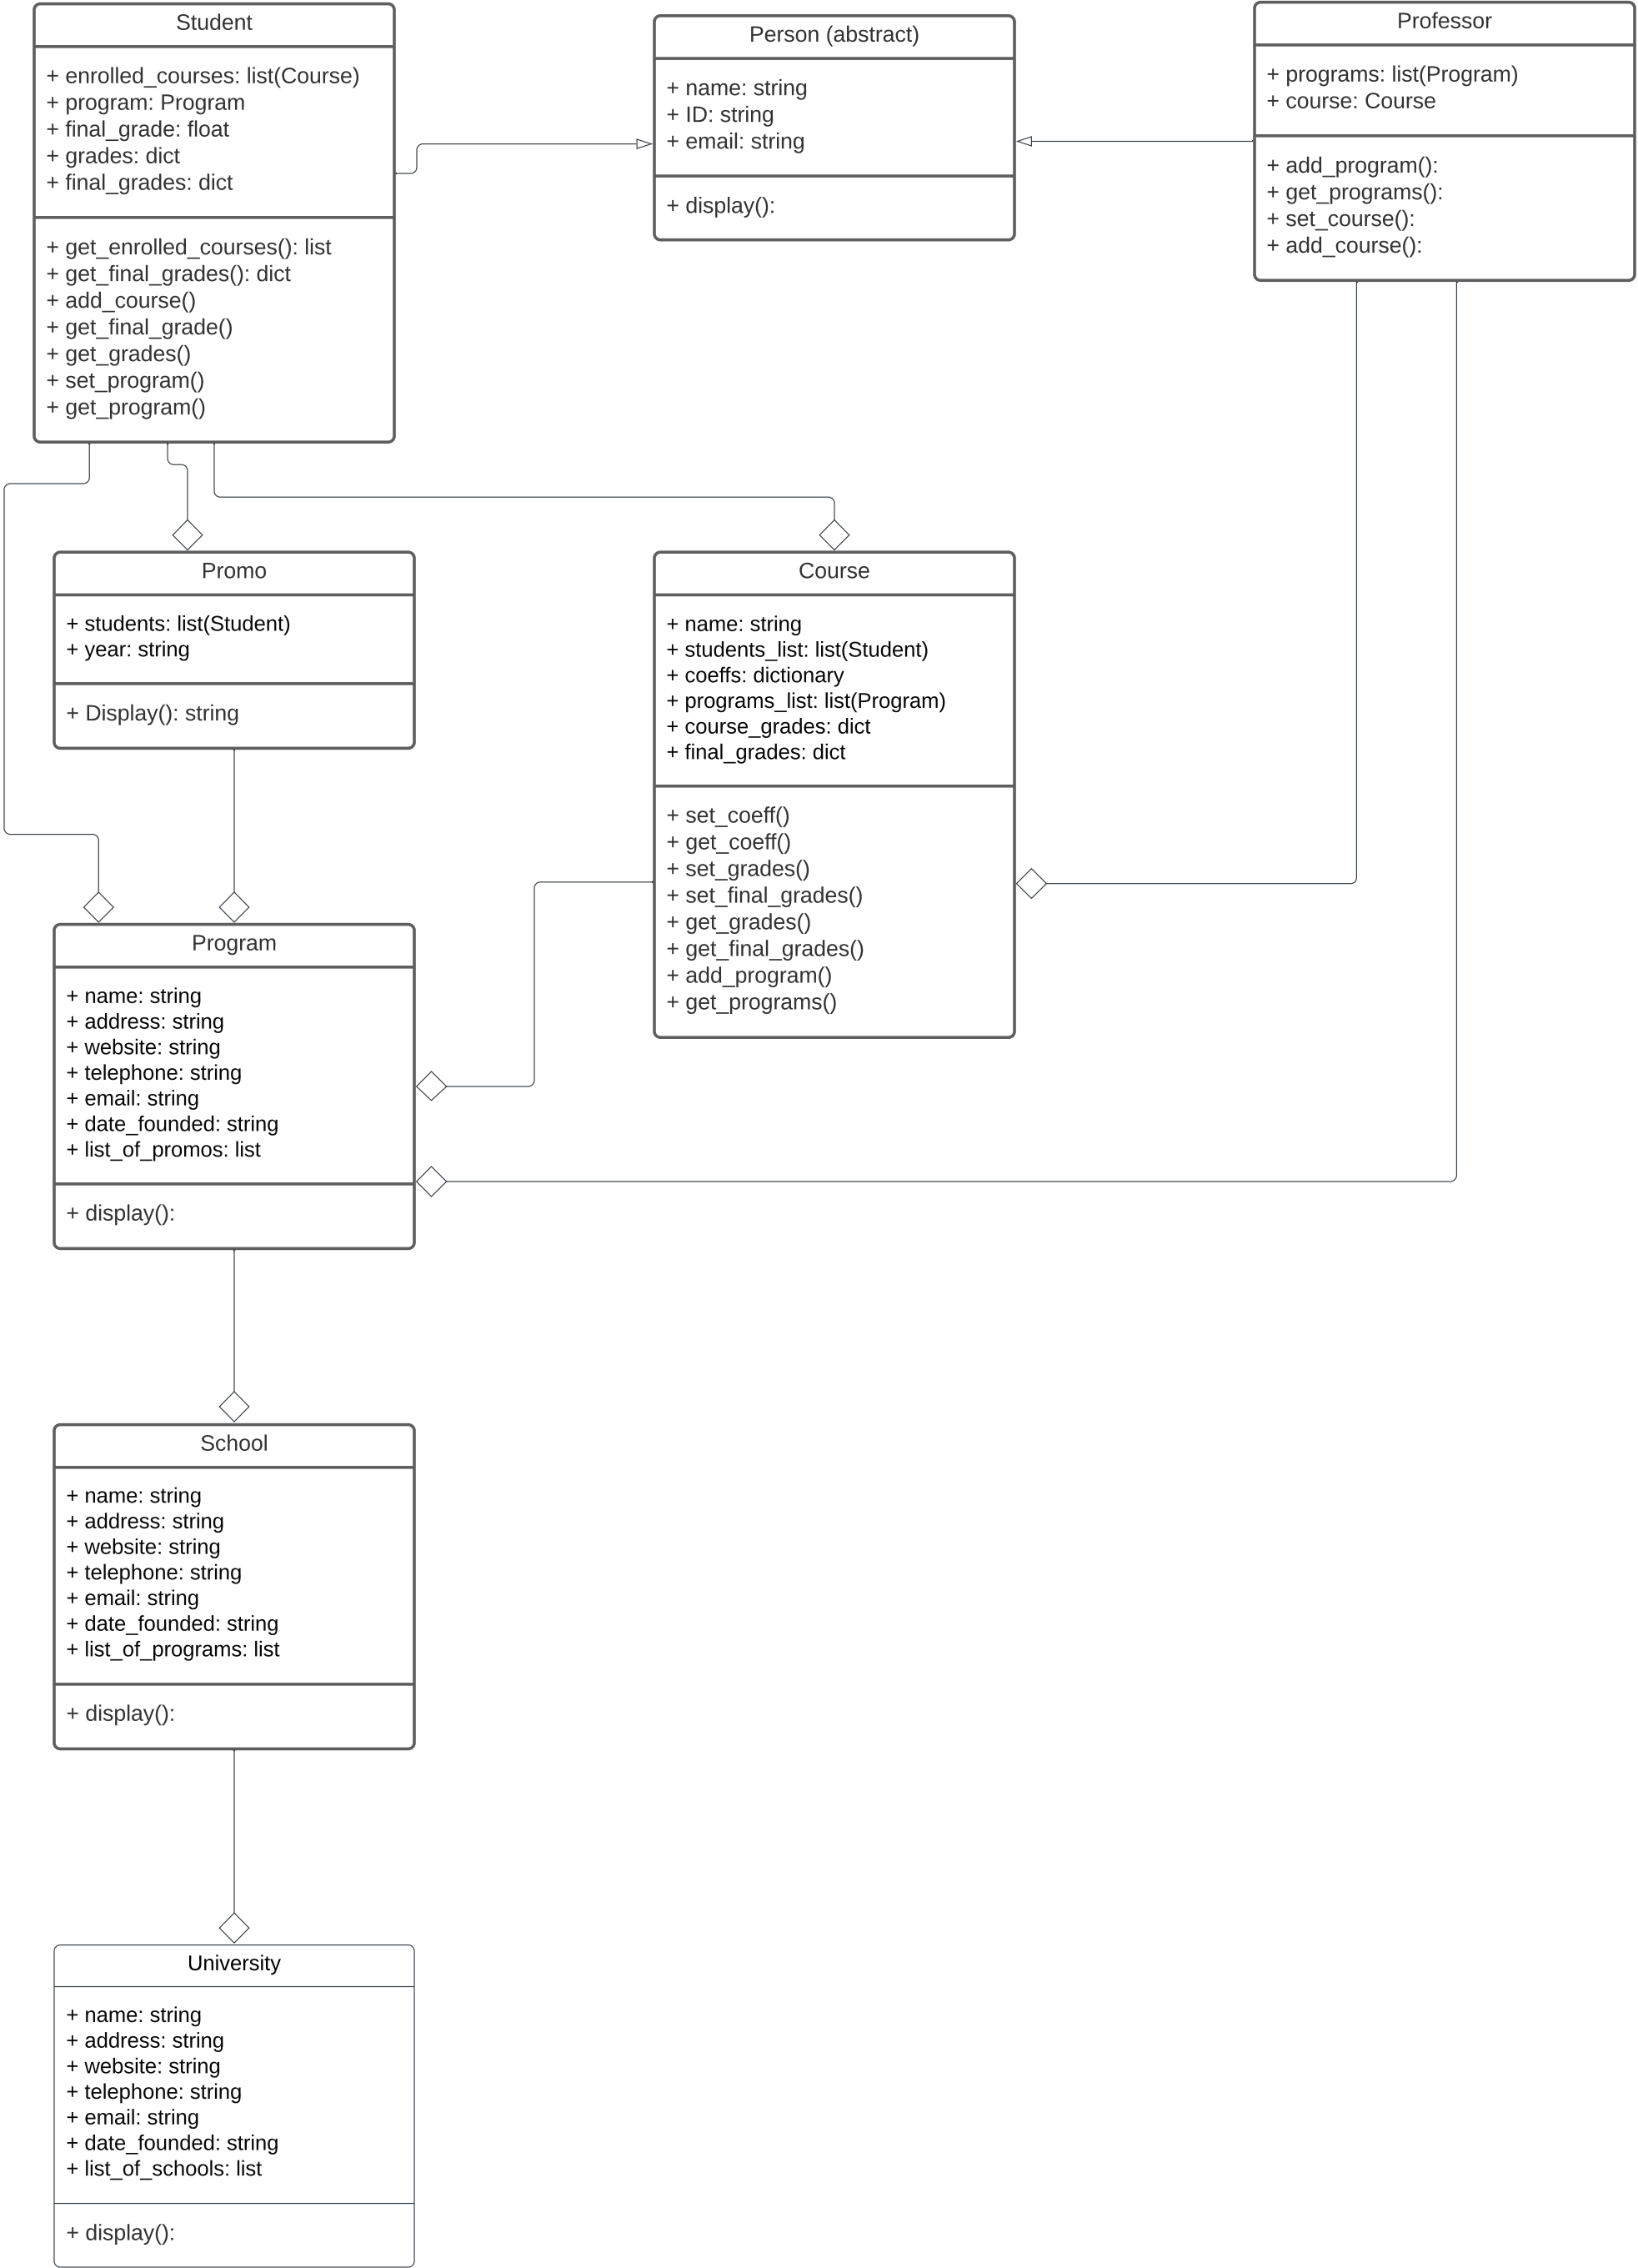 Student
+ enrolled_courses: list(Course)
+ program: Program
+ final_grade: float
+ grades: dict
+ final_grades: dict
+ get_enrolled_courses(): list
+ get_final_grades(): dict
+ add_course()
+ get_final_grade()
+ get_grades()
+ set_program()
+ get_program()
Person (abstract)
+ name: string
+ ID: string
+ email: string
+ display():
Professor
+ programs: list(Program)
+ course: Course
+ add_program():
+ get_programs():
+ set_course():
+ add_course():
Promo
+ students: list(Student)
+ year: string
+ Display(): string
Course
+ name: string
+ students_list: list(Student)
+ coeffs: dictionary
+ programs_list: list(Program)
+ course_grades: dict
+ final_grades: dict
+ set_coeff()
+ get_coeff()
+ set_grades()
+ set_final_grades()
+ get_grades()
+ get_final_grades()
+ add_program()
+ get_programs()
Program
+ name: string
+ address: string
+ website: string
+ telephone: string
+ email: string
+ date_founded: string
+ list_of_promos: list
+ display():
School
+ name: string
+ address: string
+ website: string
+ telephone: string
+ email: string
+ date_founded: string
+ list_of_programs: list
+ display():
University
+ name: string
+ address: string
+ website: string
+ telephone: string
+ email: string
+ date_founded: string
+ list_of_schools: list
+ display():